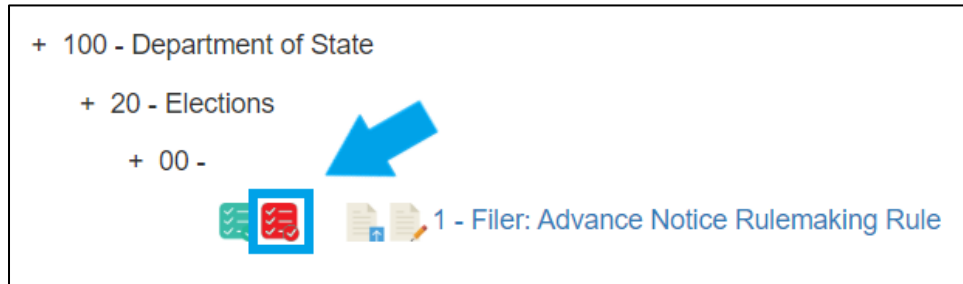 + 100 - Department of State
+ 20 - Elections
+ 00 -
1 - Filer: Advance Notice Rulemaking Rule